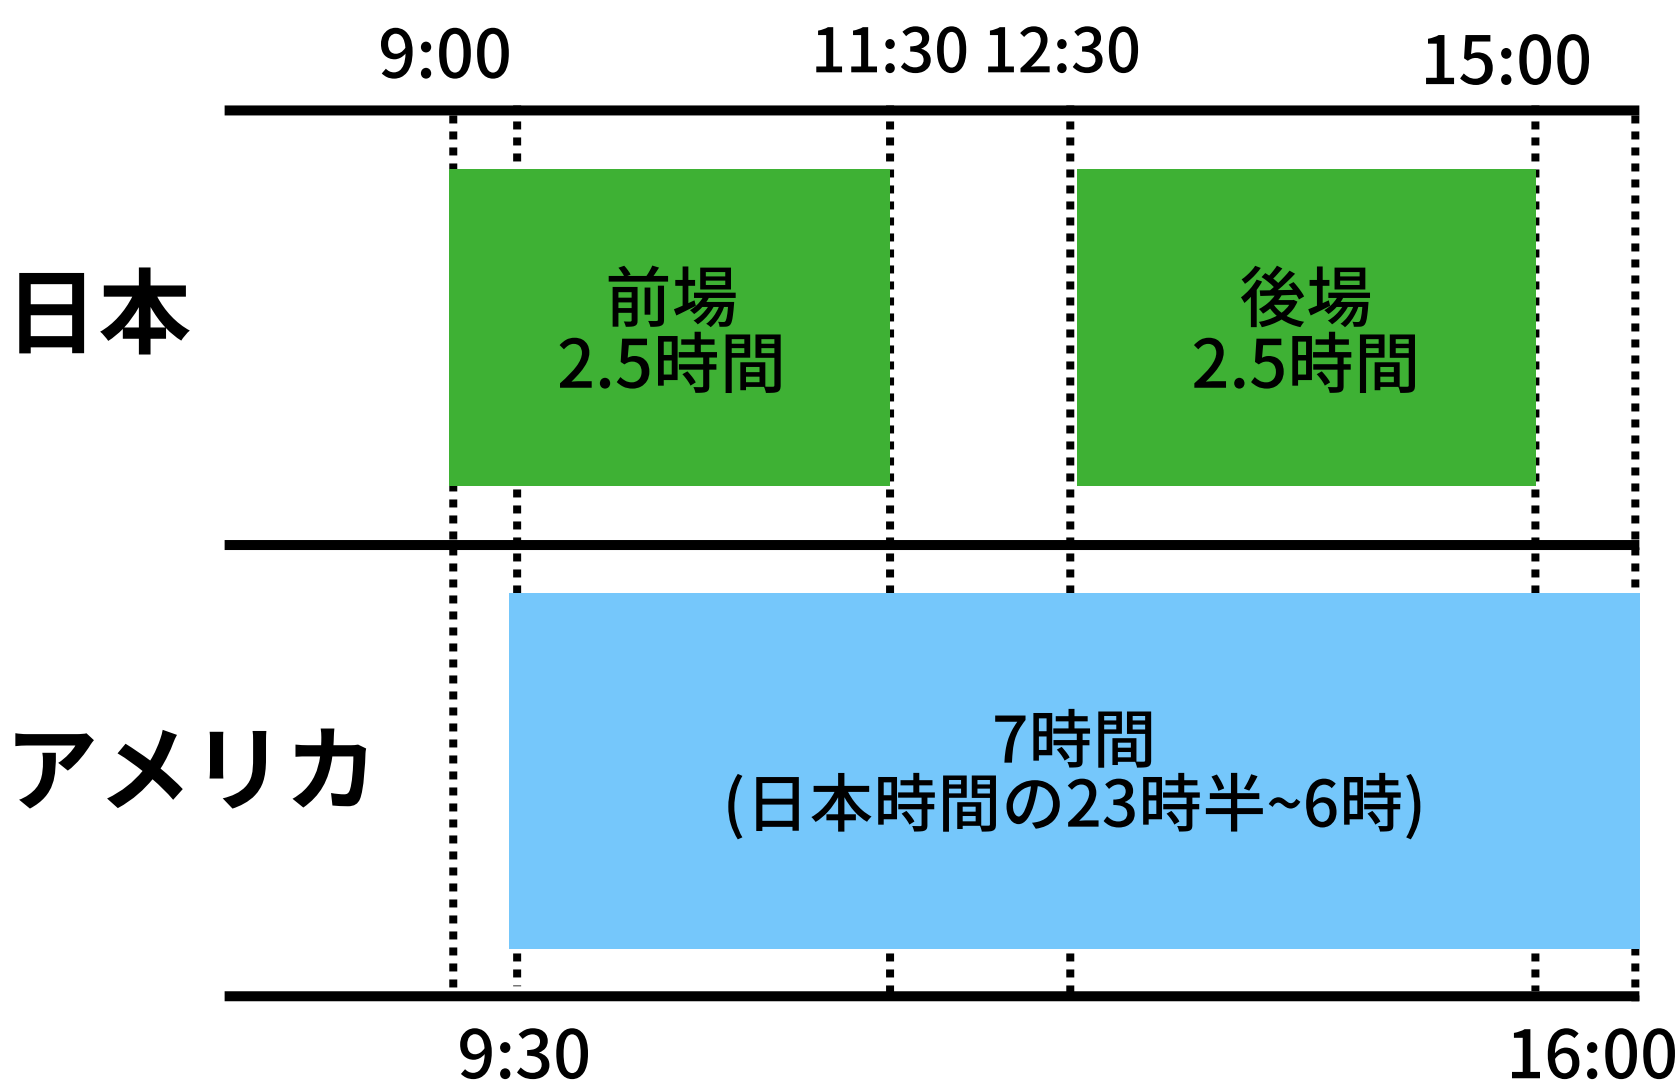 9:00
11:30
12:30
15:00
日本
前場
2.5時間
後場
2.5時間
アメリカ
7時間
(日本時間の23時半~6時)
9:30
16:00